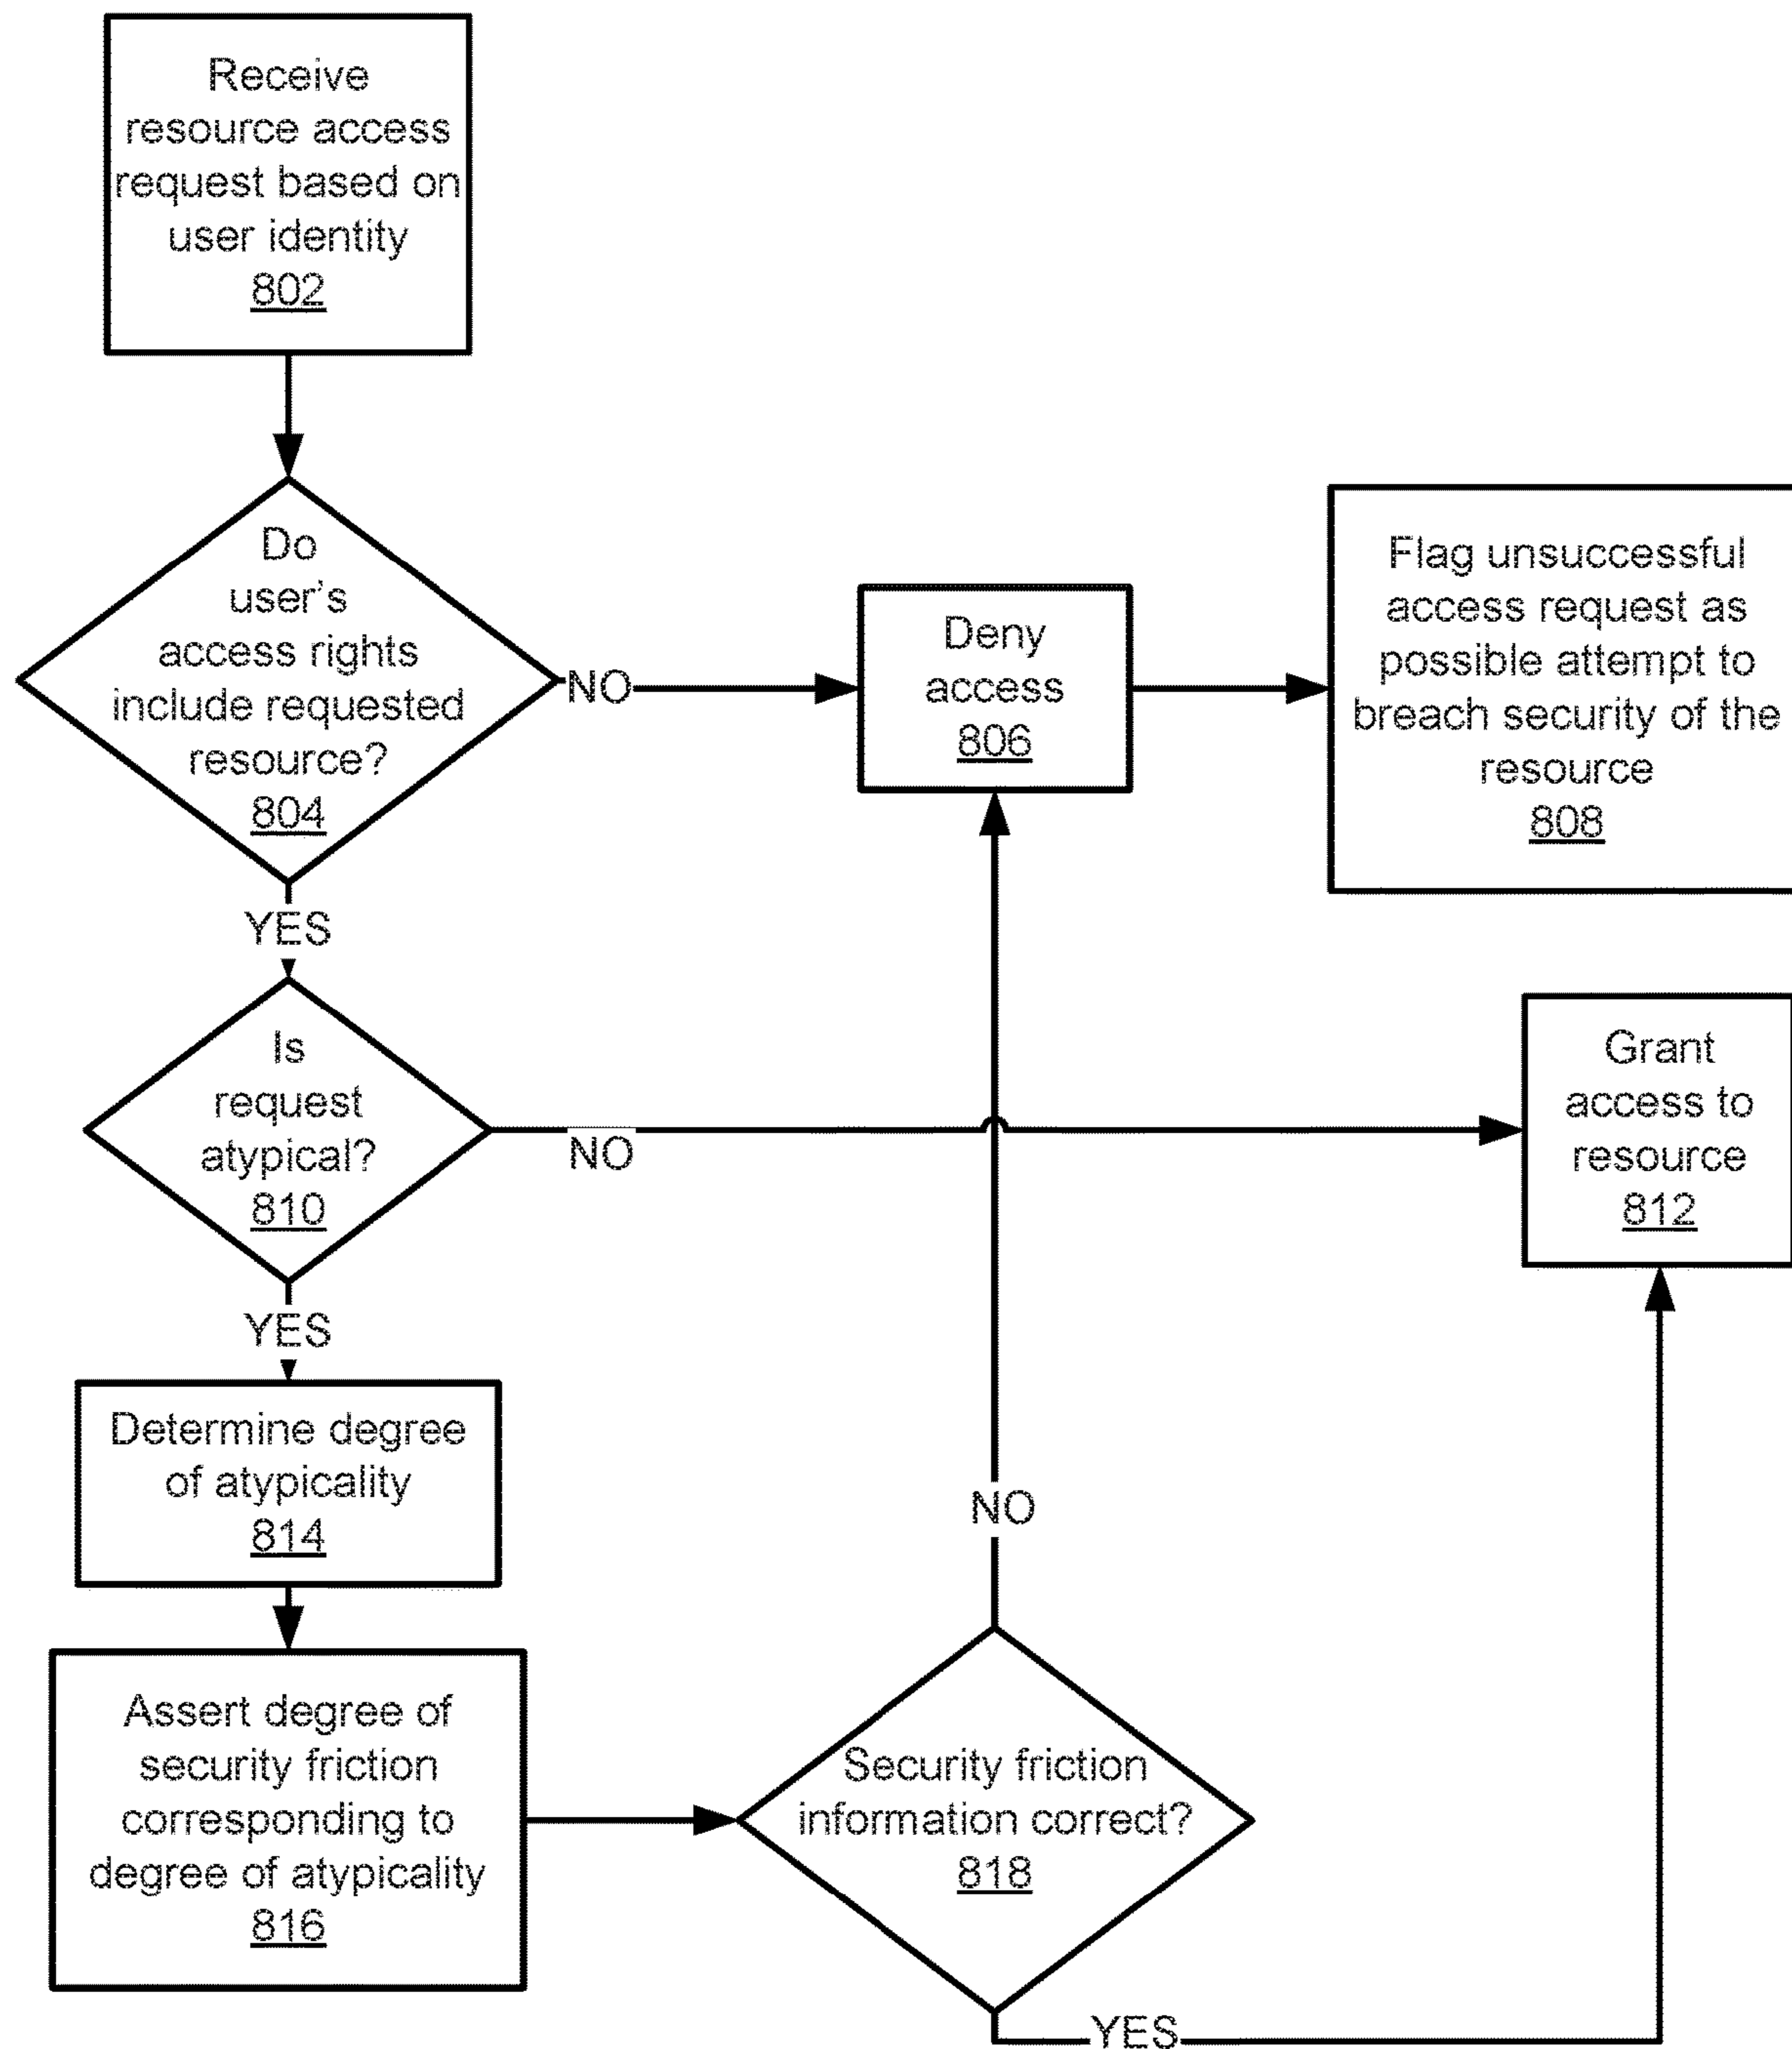 Receive
resource access
request based on
user identity
802
Do
user's
access rights
include requested
resource?
804
NO
Deny
access
806
Flag unsuccessful
access request as
possible attempt to
breach security of the
resource
808
YES
Is
request
atypical?
810
NO
Grant
access to
resource
812
YES
Determine degree
of atypicality
814
NO
Assert degree of
security friction
corresponding to
degree of atypicality
816
Security friction
information correct?
818
YES